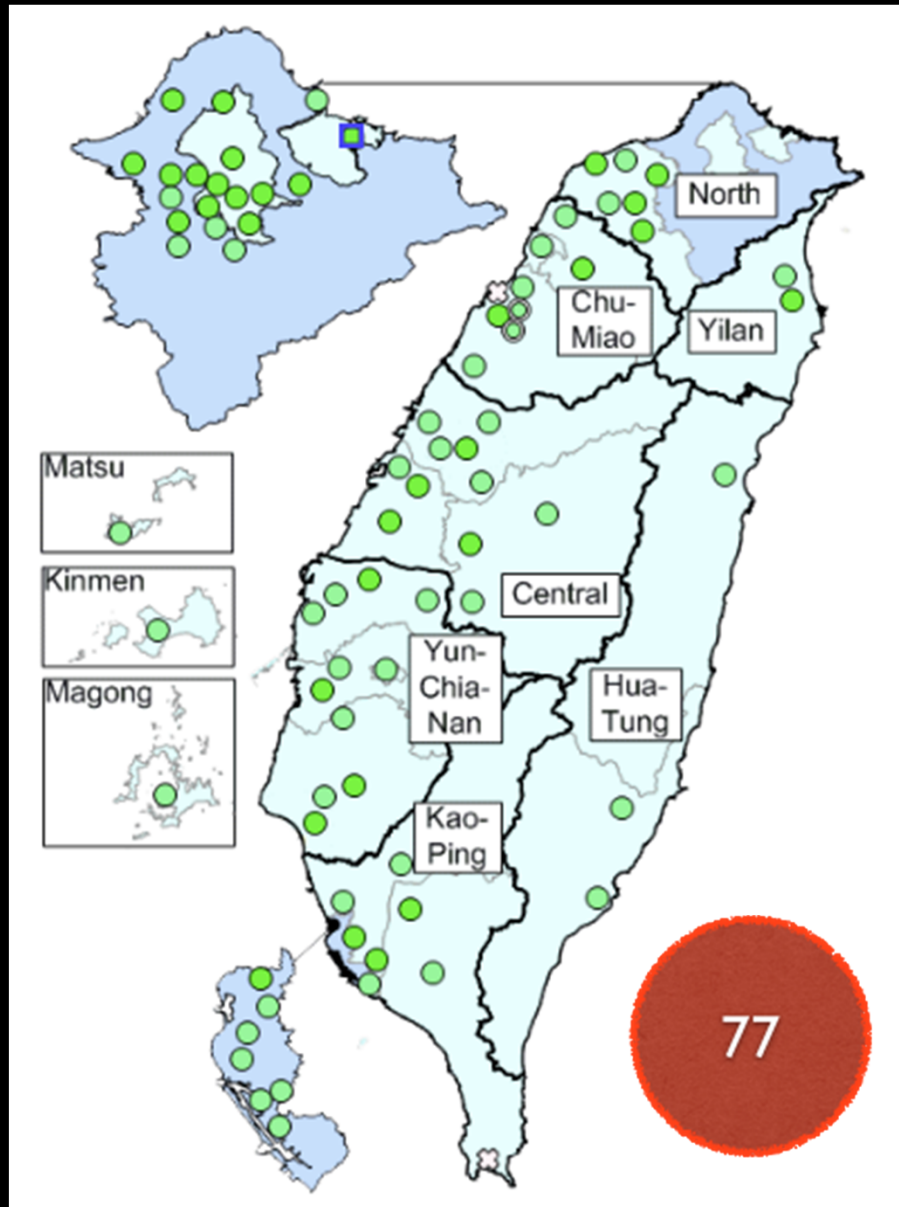 North
Chu-
Miao
Yilan
Matsu
Central
Kinmen
Yun-
Chia-
Nan
Hua-
Tung
Magong
Kao-
Ping
77